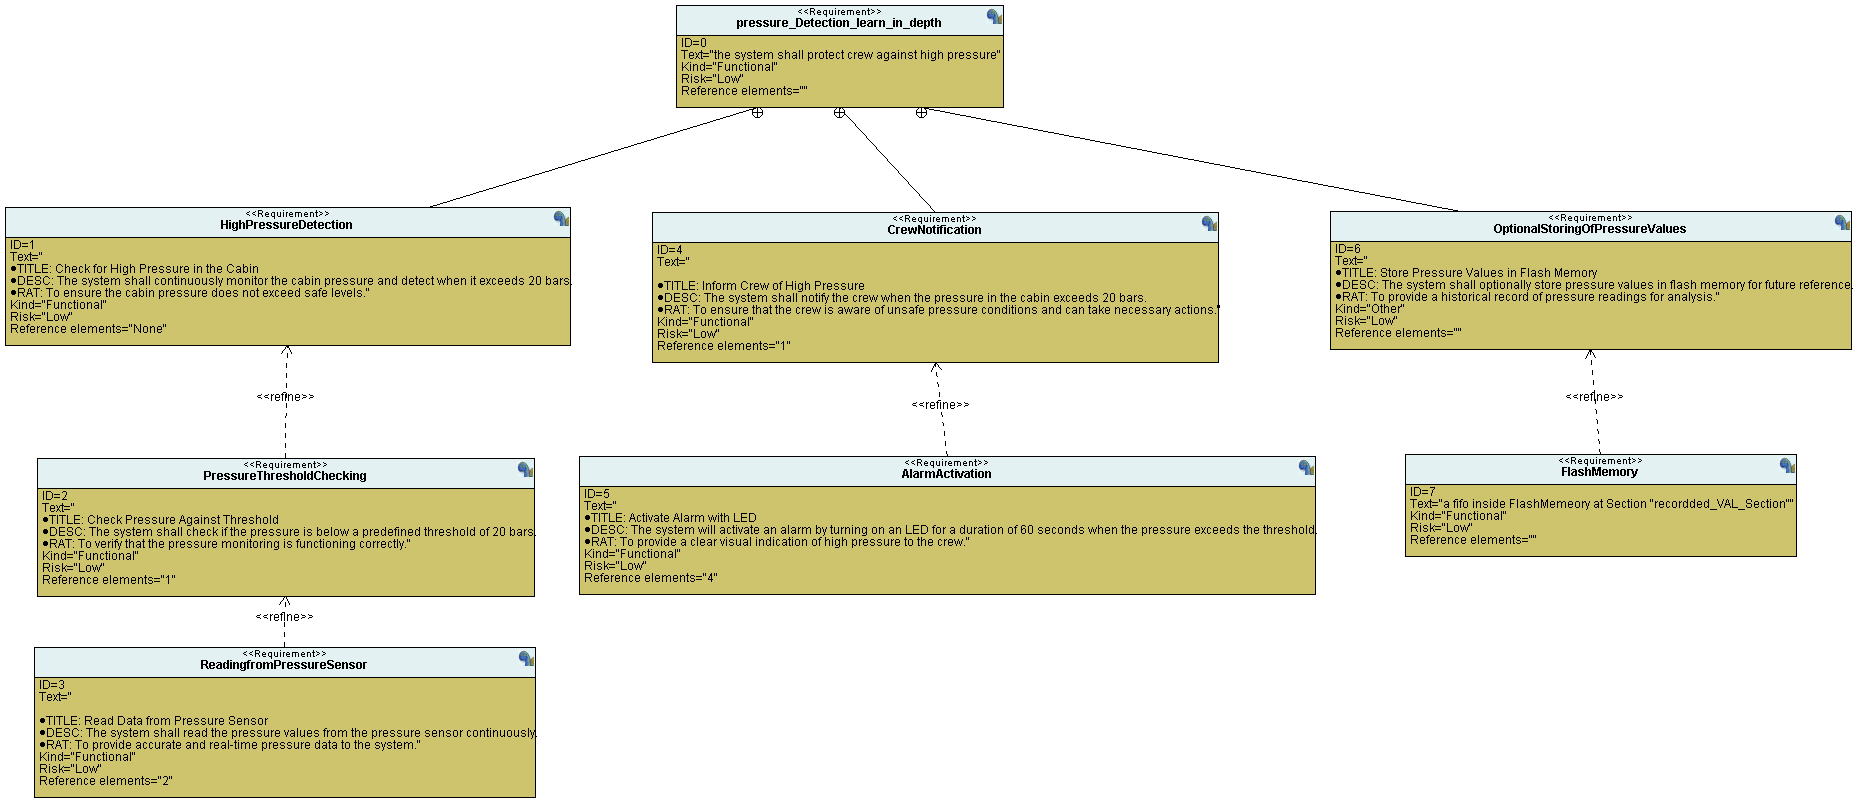 <<Requirement>>
pressure_Detection_learn_in_depth
ID=0
Text="the system shall protect crew against high pressure"
Kind="Functional"
Risk="Low"
Reference elements=""
<<Requirement>>
HighPressureDetection
ID=1
Text="
●TITLE: Check for High Pressure in the Cabin
●DESC: The system shall continuously monitor the cabin pressure and detect when it exceeds 20 bars.
●RAT: To ensure the cabin pressure does not exceed safe levels."
Kind="Functional"
Risk="Low"
Reference elements="None"
<<Requirement>>
CrewNotification
ID=4
Text="
●TITLE: Inform Crew of High Pressure
●DESC: The system shall notify the crew when the pressure in the cabin exceeds 20 bars.
●RAT: To ensure that the crew is aware of unsafe pressure conditions and can take necessary actions."
Kind="Functional"
Risk="Low"
Reference elements="1"
<<Requirement>>
OptionalStoringOfPressureValues
ID=6
Text="
●TITLE: Store Pressure Values in Flash Memory
●DESC: The system shall optionally store pressure values in flash memory for future reference.
●RAT: To provide a historical record of pressure readings for analysis."
Kind="Other"
Risk="Low"
Reference elements=""
<<refine>>
<<refine>>
<<refine>>
<<Requirement>>
PressureThresholdChecking
ID=2
Text="
●TITLE: Check Pressure Against Threshold
●DESC: The system shall check if the pressure is below a predefined threshold of 20 bars.
●RAT: To verify that the pressure monitoring is functioning correctly."
Kind="Functional"
Risk="Low"
Reference elements="1"
<<Requirement>>
AlarmActivation
ID=5
Text="
●TITLE: Activate Alarm with LED
●DESC: The system will activate an alarm by turning on an LED for a duration of 60 seconds when the pressure exceeds the threshold.
●RAT: To provide a clear visual indication of high pressure to the crew."
Kind="Functional"
Risk="Low"
Reference elements="4"
<<Requirement>>
FlashMemory
ID=7
Text="a fifo inside FlashMemeory at Section "recordded_VAL_Section""
Kind="Functional"
Risk="Low"
Reference elements=""
<<refine>>
<<Requirement>>
ReadingfromPressureSensor
ID=3
Text="
●TITLE: Read Data from Pressure Sensor
●DESC: The system shall read the pressure values from the pressure sensor continuously.
●RAT: To provide accurate and real-time pressure data to the system."
Kind="Functional"
Risk="Low"
Reference elements="2"